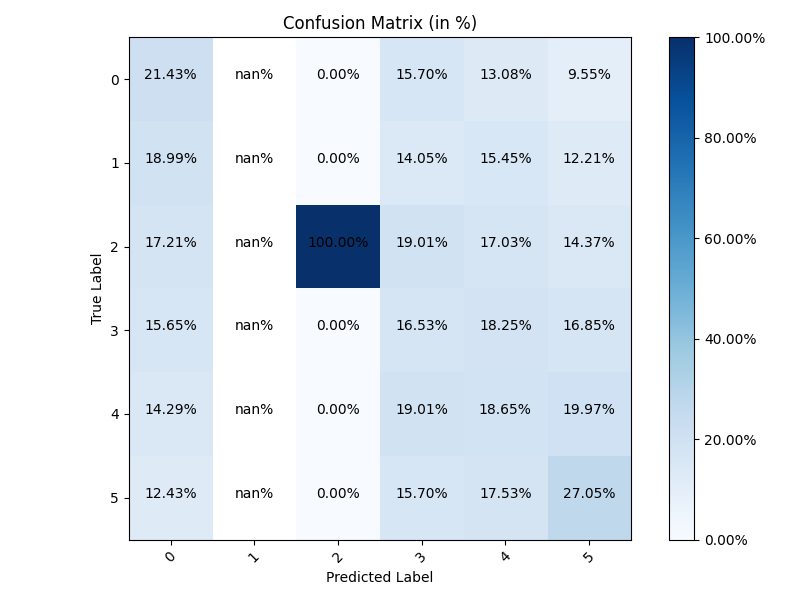 Confusion Matrix (in %)
True Label
0 21.43% nan% 0.00% 15.70% 13.08% 9.55%
1 18.99% nan% 0.00% 14.05% 15.45% 12.21%
2 17.21% nan% 100.00% 19.01% 17.03% 14.37%
3 15.65% nan% 0.00% 16.53% 18.25% 16.85%
4 14.29% nan% 0.00% 19.01% 18.65% 19.97%
5 12.43% nan% 0.00% 15.70% 17.53% 27.05%
0 1 2 3 4 5
Predicted Label
100.00%
80.00%
60.00%
40.00%
20.00%
0.00%